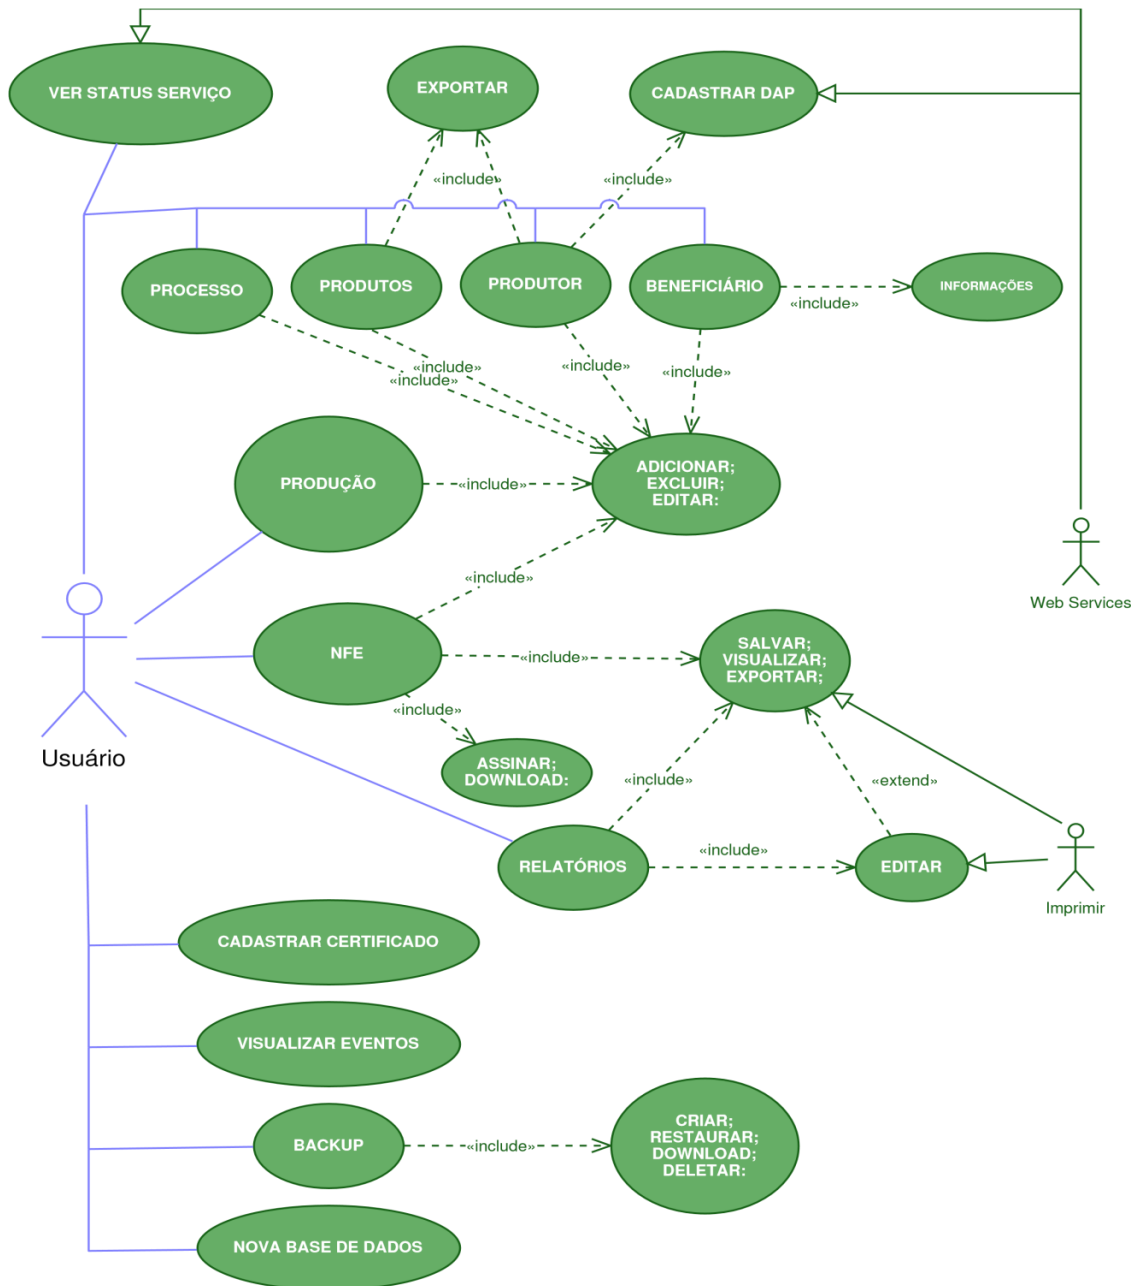 VER STATUS SERVIÇO
EXPORTAR
CADASTRAR DAP
«include»
«include»
PROCESSO
PRODUTOS
PRODUTOR
BENEFICIÁRIO
INFORMAÇÕES
«include»
«include»
«include»
«include»
«include»
PRODUÇÃO
«include»
ADICIONAR;
EXCLUIR;
EDITAR:
Web Services
«include»
NFE
«include»
SALVAR;
VISUALIZAR;
EXPORTAR;
Usuário
«include»
ASSINAR;
DOWNLOAD:
«include»
«extend»
RELATÓRIOS
«include»
EDITAR
Imprimir
CADASTRAR CERTIFICADO
VISUALIZAR EVENTOS
BACKUP
«include»
CRIAR;
RESTAURAR;
DOWNLOAD;
DELETAR:
NOVA BASE DE DADOS